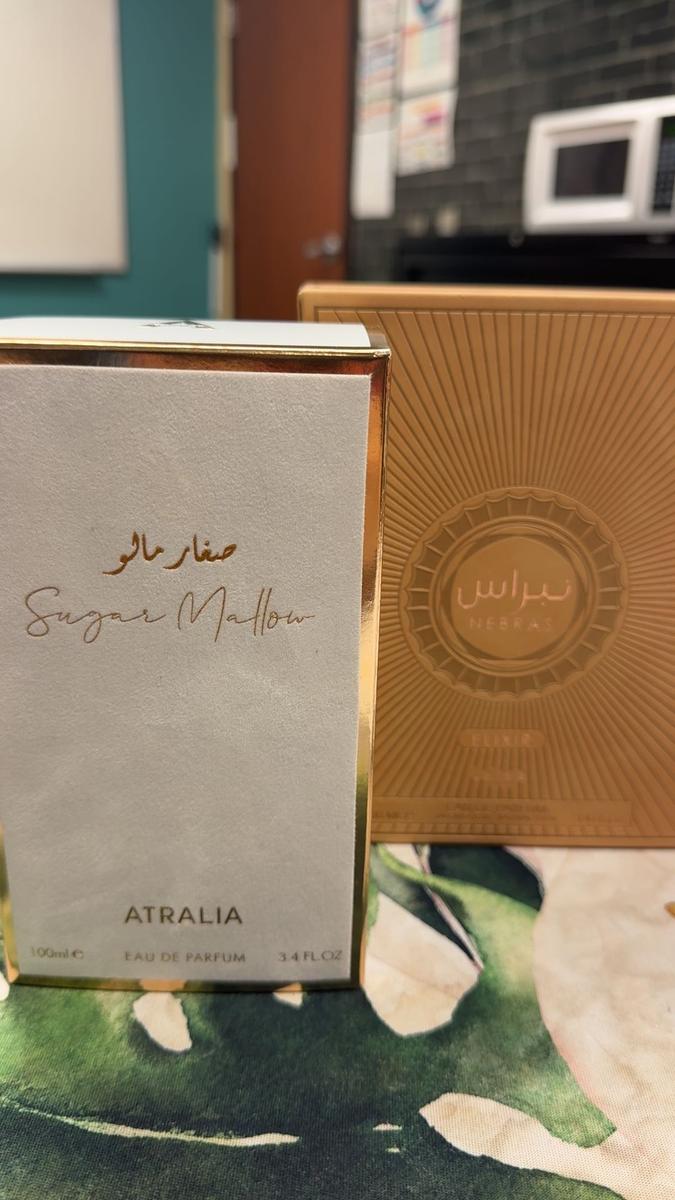 صغار مالو
Sugar Mallow
ATRALIA
100ml e
EAU DE PARFUM
3.4 FL.OZ
نبراس
NEBRAS
ELIXIR